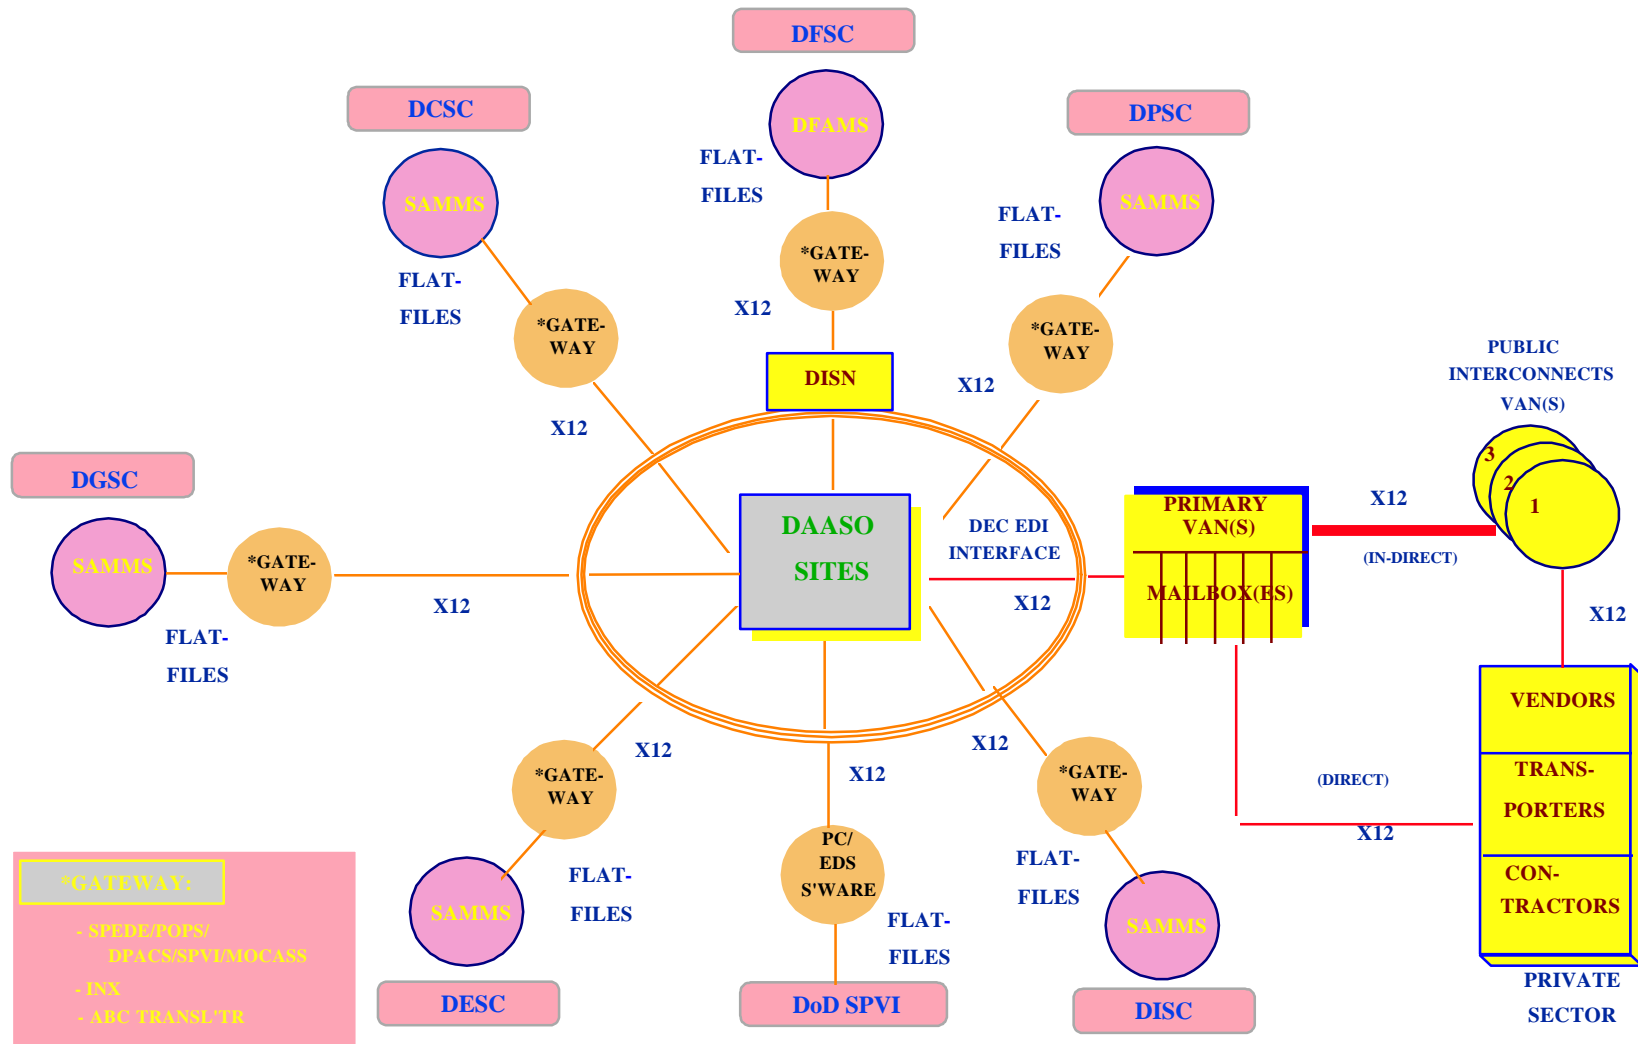 DFSC
DFAMS
FLAT-
FILES
*GATE-
WAY
X12
DISN
DCSC
SAMMS
FLAT-
FILES
*GATE-
WAY
X12
DPSC
SAMMS
FLAT-
FILES
*GATE-
WAY
X12
DGSC
SAMMS
FLAT-
FILES
*GATE-
WAY
X12
DAASO
SITES
DEC EDI
INTERFACE
X12
PRIMARY
VAN(S)
MAILBOX(ES)
X12
(IN-DIRECT)
PUBLIC
INTERCONNECTS
VAN(S)
3
2
1
X12
VENDORS
TRANS-
PORTERS
CON-
TRACTORS
PRIVATE
SECTOR
(DIRECT)
X12
X12
*GATE-
WAY
FLAT-
FILES
SAMMS
DESC
X12
PC/
EDS
S'WARE
FLAT-
FILES
DoD SPVI
X12
*GATE-
WAY
FLAT-
FILES
SAMMS
DISC
*GATEWAY:
- SPEDE/POPS/
DPACS/SPVI/MOCASS
- INX
- ABC TRANSL'TR